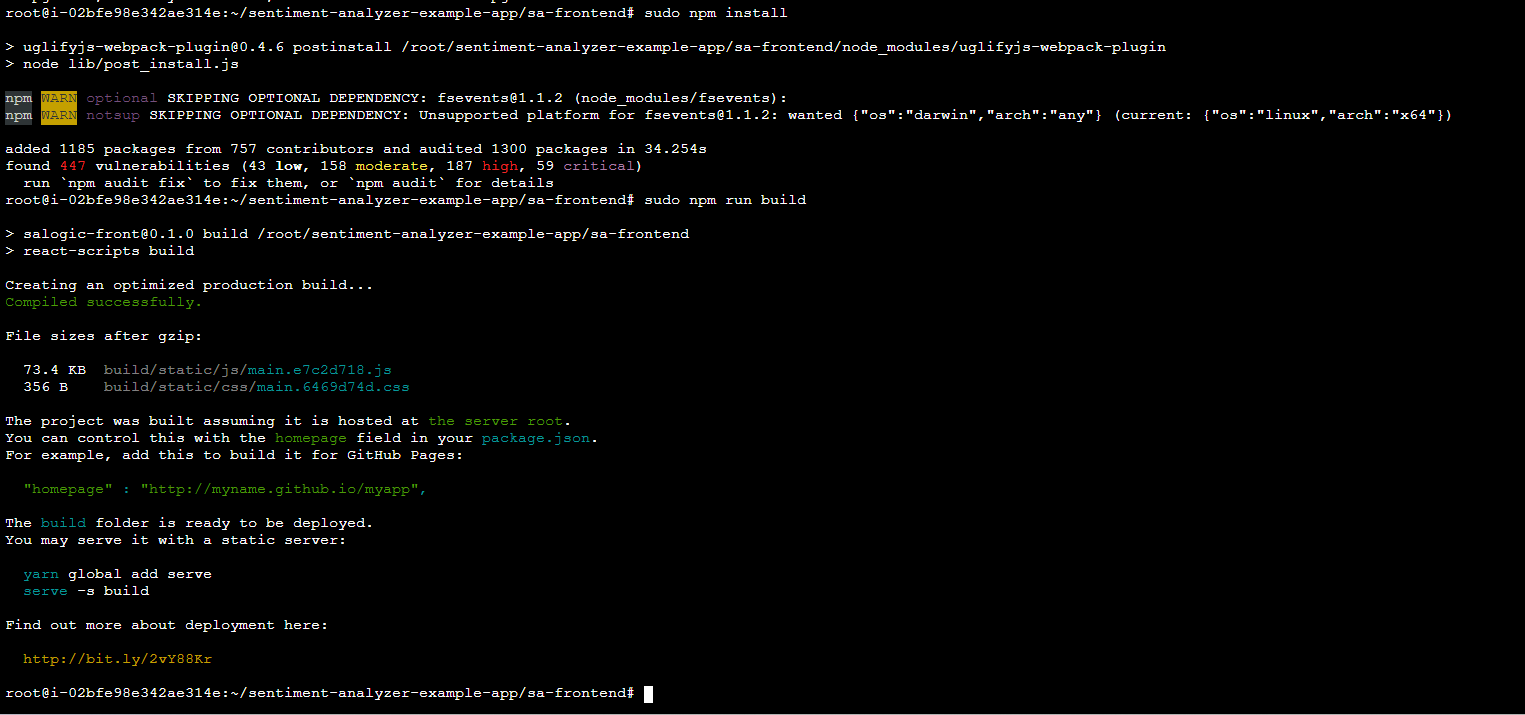 root@i-02bfe98e342ae314e:~/sentiment-analyzer-example-app/sa-frontend# sudo npm install
> uglifyjs-webpack-plugin@0.4.6 postinstall /root/sentiment-analyzer-example-app/sa-frontend/node_modules/uglifyjs-webpack-plugin
> node lib/post_install.js
npm WARN optional SKIPPING OPTIONAL DEPENDENCY: fsevents@1.1.2 (node_modules/fsevents):
npm WARN notsup SKIPPING OPTIONAL DEPENDENCY: Unsupported platform for fsevents@1.1.2: wanted {"os":"darwin","arch":"any"} (current: {"os":"linux","arch":"x64"})
added 1185 packages from 757 contributors and audited 1300 packages in 34.254s
found 447 vulnerabilities (43 low, 158 moderate, 187 high, 59 critical)
  run `npm audit fix` to fix them, or `npm audit` for details
root@i-02bfe98e342ae314e:~/sentiment-analyzer-example-app/sa-frontend# sudo npm run build
> salogic-front@0.1.0 build /root/sentiment-analyzer-example-app/sa-frontend
> react-scripts build
Creating an optimized production build...
Compiled successfully.
File sizes after gzip:
  73.4 KB  build/static/js/main.e7c2d718.js
  356 B    build/static/css/main.6469d74d.css
The project was built assuming it is hosted at the server root.
You can control this with the homepage field in your package.json.
For example, add this to build it for GitHub Pages:
  "homepage" : "http://myname.github.io/myapp",
The build folder is ready to be deployed.
You may serve it with a static server:
  yarn global add serve
  serve -s build
Find out more about deployment here:
  http://bit.ly/2vY88Kr
root@i-02bfe98e342ae314e:~/sentiment-analyzer-example-app/sa-frontend#